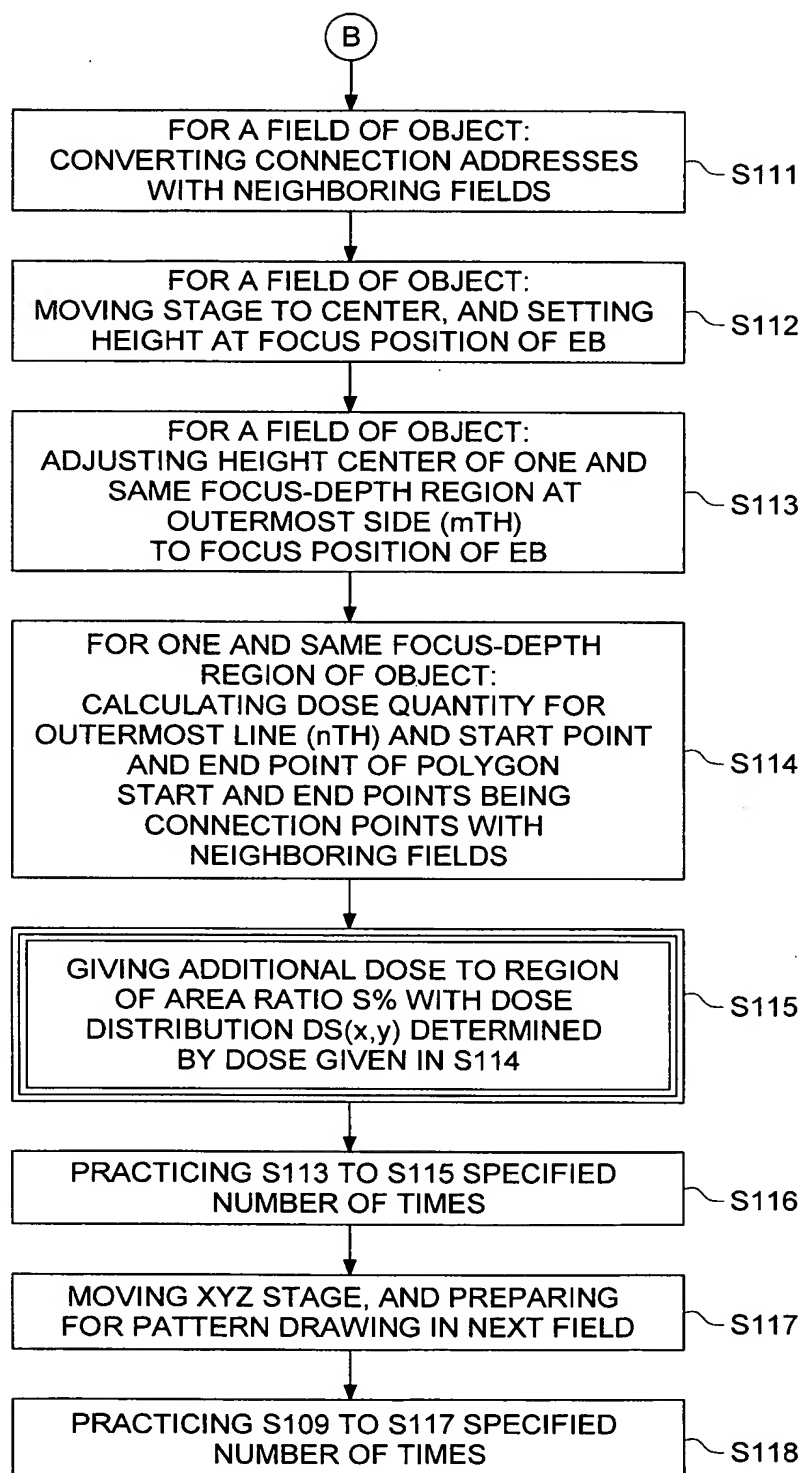 B
FOR A FIELD OF OBJECT:
CONVERTING CONNECTION ADDRESSES
WITH NEIGHBORING FIELDS
S111
FOR A FIELD OF OBJECT:
MOVING STAGE TO CENTER, AND SETTING
HEIGHT AT FOCUS POSITION OF EB
S112
FOR A FIELD OF OBJECT:
ADJUSTING HEIGHT CENTER OF ONE AND
SAME FOCUS-DEPTH REGION AT
OUTERMOST SIDE (mTH)
TO FOCUS POSITION OF EB
S113
FOR ONE AND SAME FOCUS-DEPTH
REGION OF OBJECT:
CALCULATING DOSE QUANTITY FOR
OUTERMOST LINE (nTH) AND START POINT
AND END POINT OF POLYGON
START AND END POINTS BEING
CONNECTION POINTS WITH
NEIGHBORING FIELDS
S114
GIVING ADDITIONAL DOSE TO REGION
OF AREA RATIO S% WITH DOSE
DISTRIBUTION DS(x,y) DETERMINED
BY DOSE GIVEN IN S114
S115
PRACTICING S113 TO S115 SPECIFIED
NUMBER OF TIMES
S116
MOVING XYZ STAGE, AND PREPARING
FOR PATTERN DRAWING IN NEXT FIELD
S117
PRACTICING S109 TO S117 SPECIFIED
NUMBER OF TIMES
S118